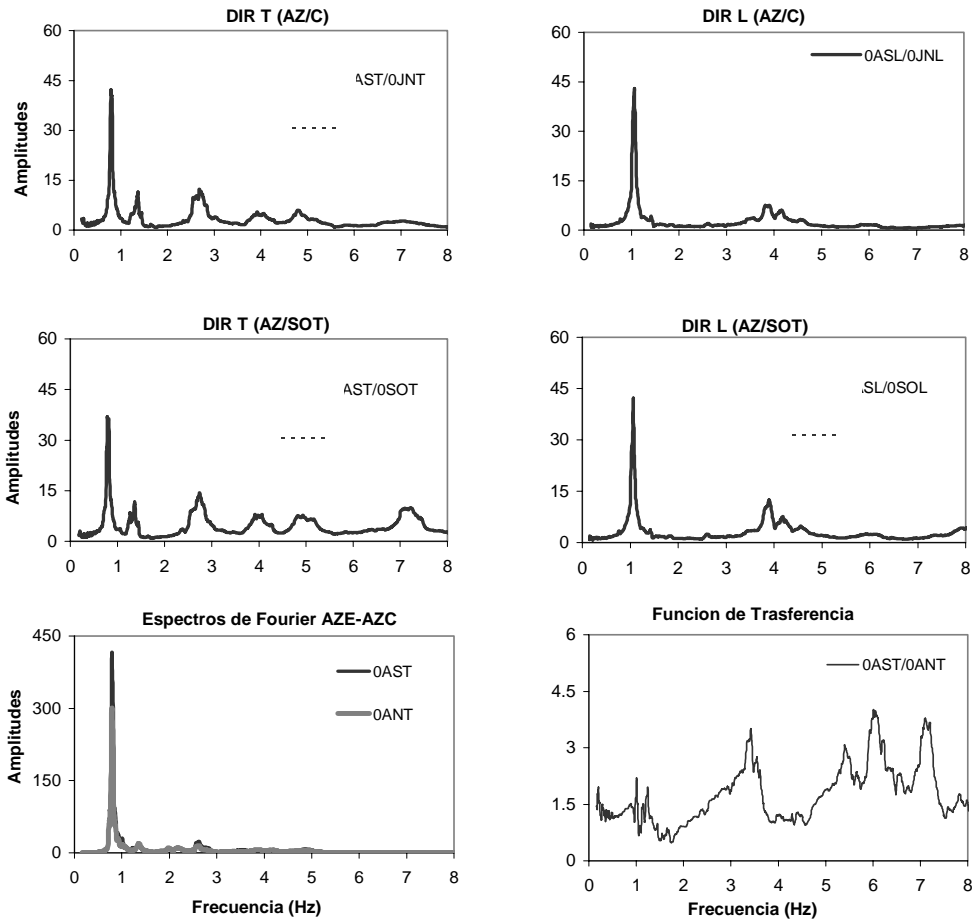 DIR T (AZ/C)
Amplitudes
60
45
30
15
0
0 1 2 3 4 5 6 7 8
AST/0JNT
DIR L (AZ/C)
60
45
30
15
0
0 1 2 3 4 5 6 7 8
0ASL/0JNL
DIR T (AZ/SOT)
Amplitudes
60
45
30
15
0
0 1 2 3 4 5 6 7 8
AST/0SOT
DIR L (AZ/SOT)
60
45
30
15
0
0 1 2 3 4 5 6 7 8
SL/0SOL
Espectros de Fourier AZE-AZC
Amplitudes
450
300
150
0
0 1 2 3 4 5 6 7 8
0AST
0ANT
Frecuencia (Hz)
Funcion de Trasferencia
6
4.5
3
1.5
0
0 1 2 3 4 5 6 7 8
0AST/0ANT
Frecuencia (Hz)